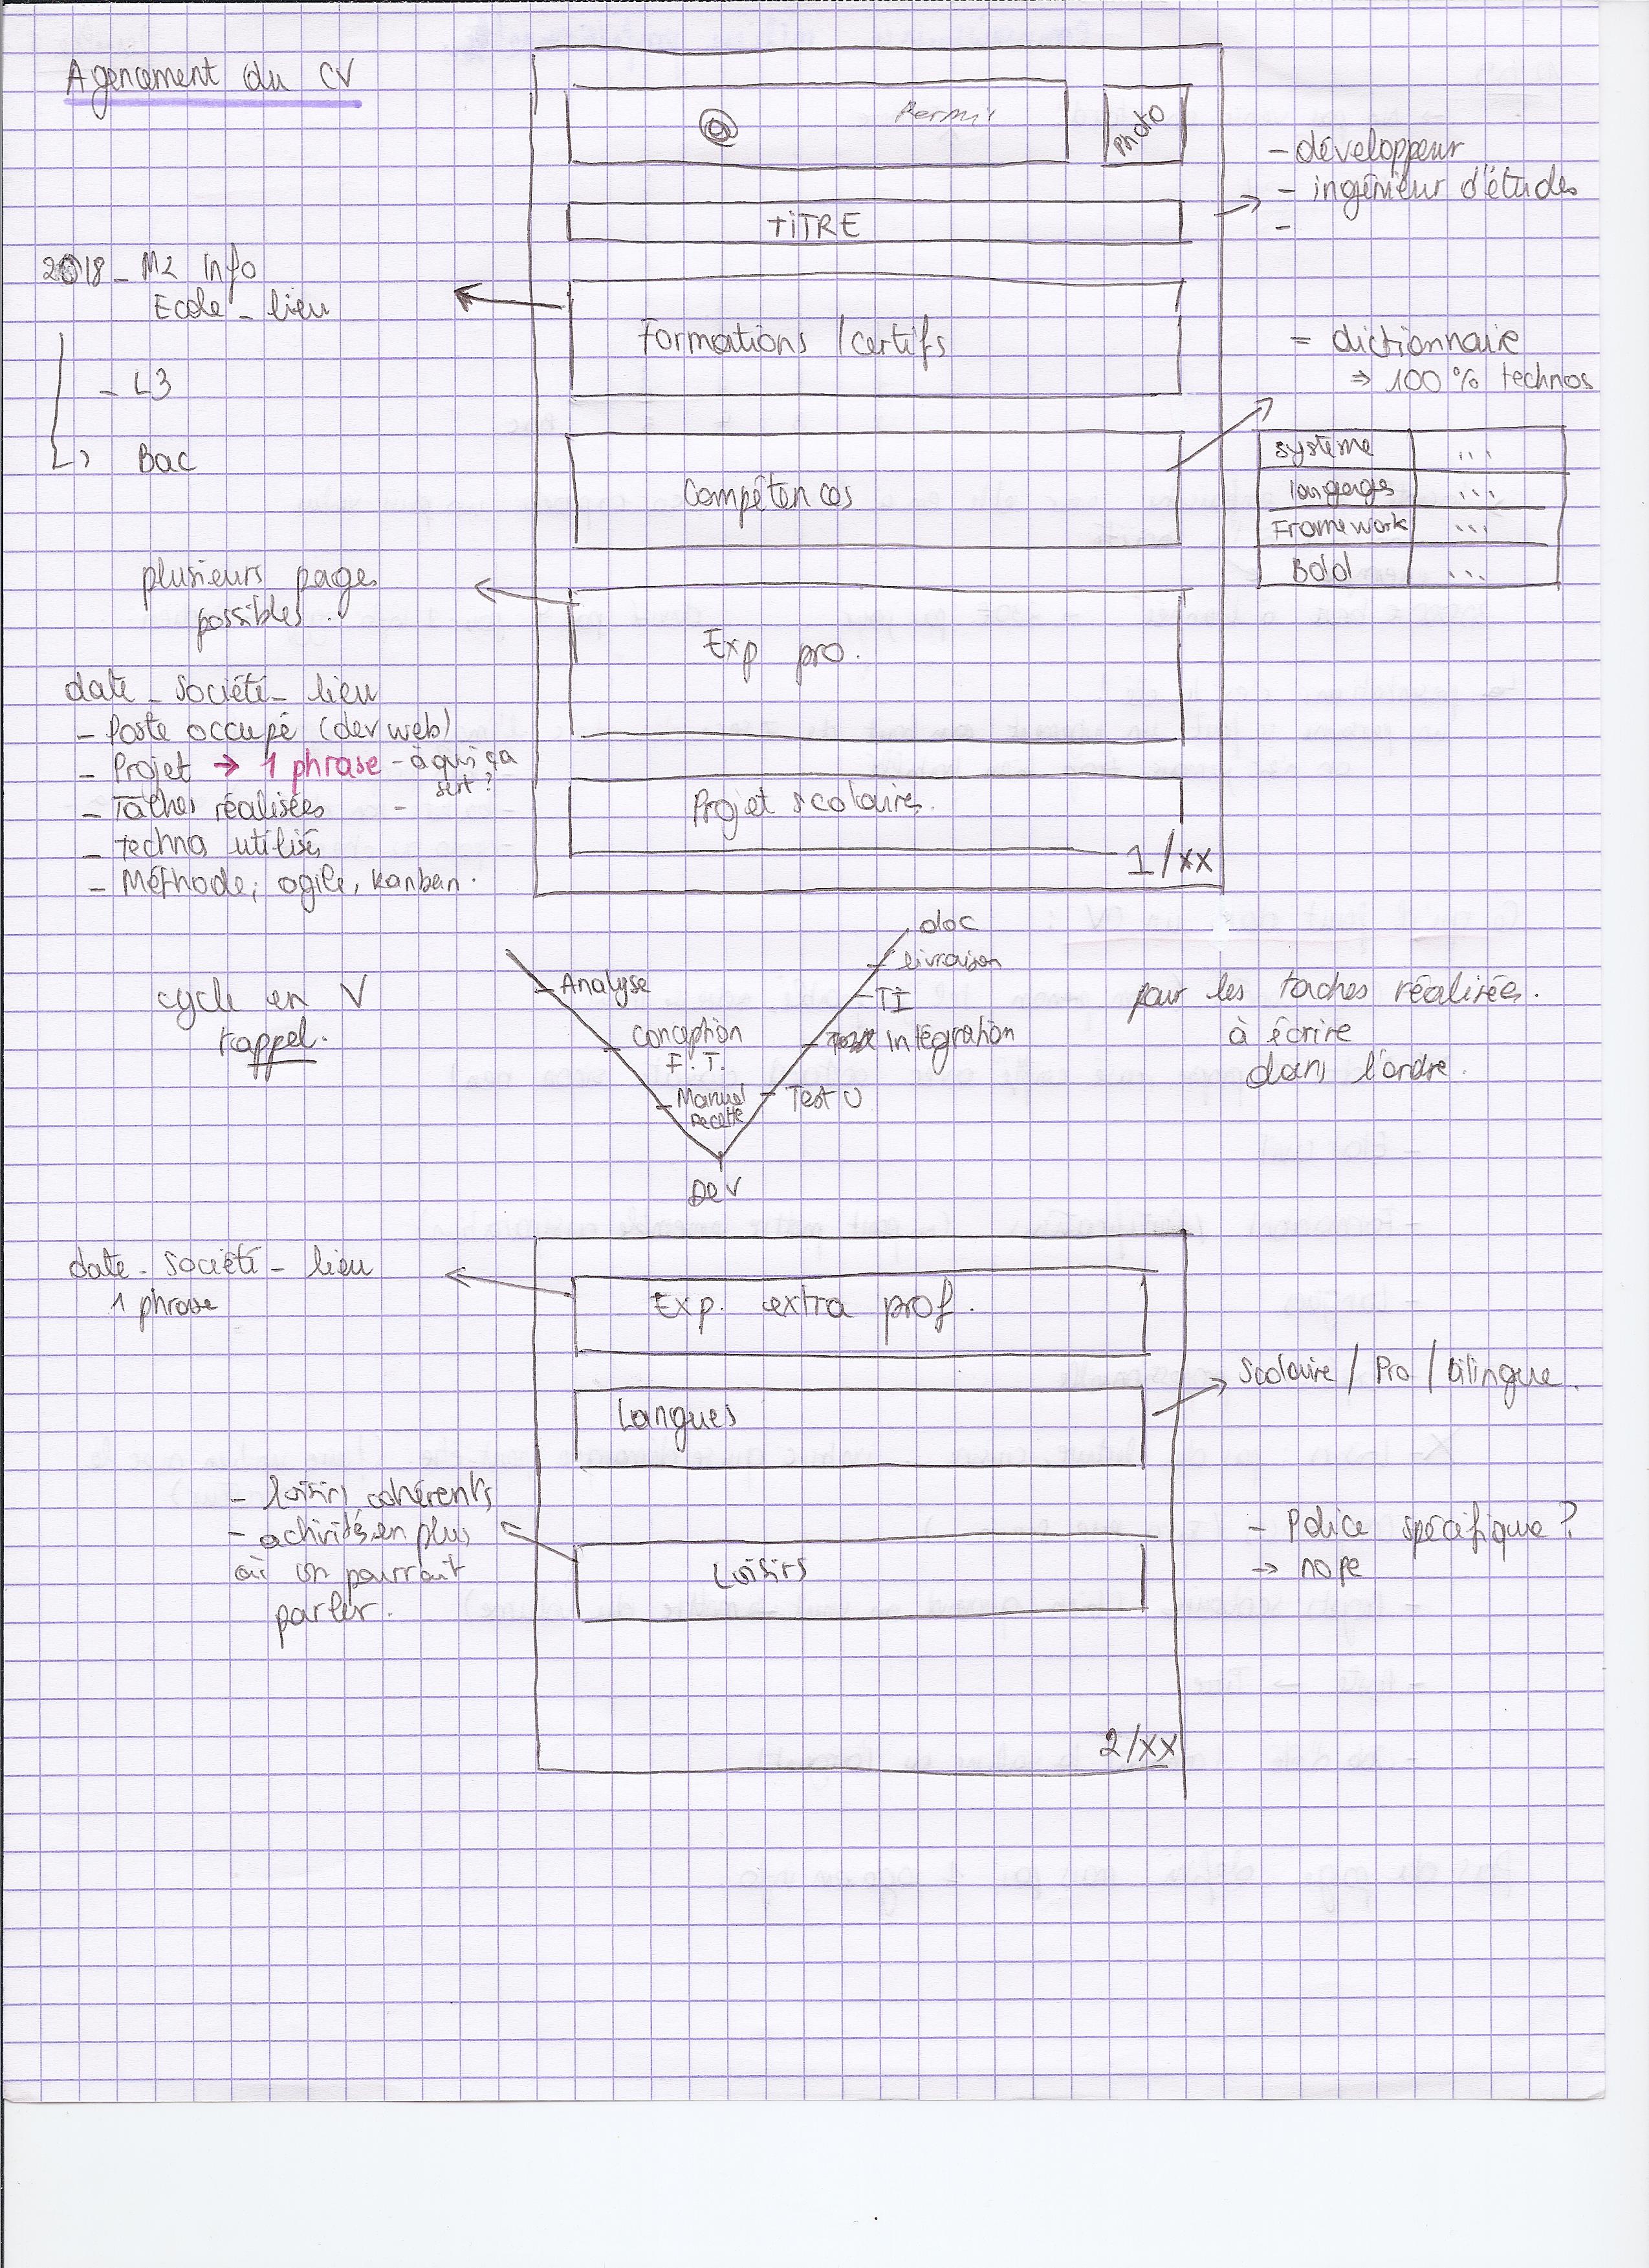 Agencement du CV
@ Permis
Photo
TITRE
- développeur
- ingénieur d'études
-
2018 - M2 Info
Ecole - lieu
- L3
Bac
Formations / certifs
= dictionnaire
⇒ 100 % technos
Compétences
système ...
langages ...
Framework ...
Bdd ...
plusieurs pages
possibles.
Exp pro.
date - société - lieu
- Poste occupé (dev web)
- Projet → 1 phrase - à qui ça
sert ?
- Tâches réalisées -
- techno utilisés
- Méthode ; agile, kanban.
Projet scolaires.
1/xx
cycle en V
rappel.
Analyse
Conception
F. T.
Manuel
recette
DEV
Test U
Intégration
TI
livraison
doc
pour les taches réalisées.
à écrire
dans l'ordre.
date - société - lieu
1 phrase
Exp. extra prof.
Langues
Scolaire / Pro / bilingue.
- loisirs cohérents
- activités en plus
où on pourrait
parler.
Loisirs
- Police spécifique ?
→ nope
2/xx